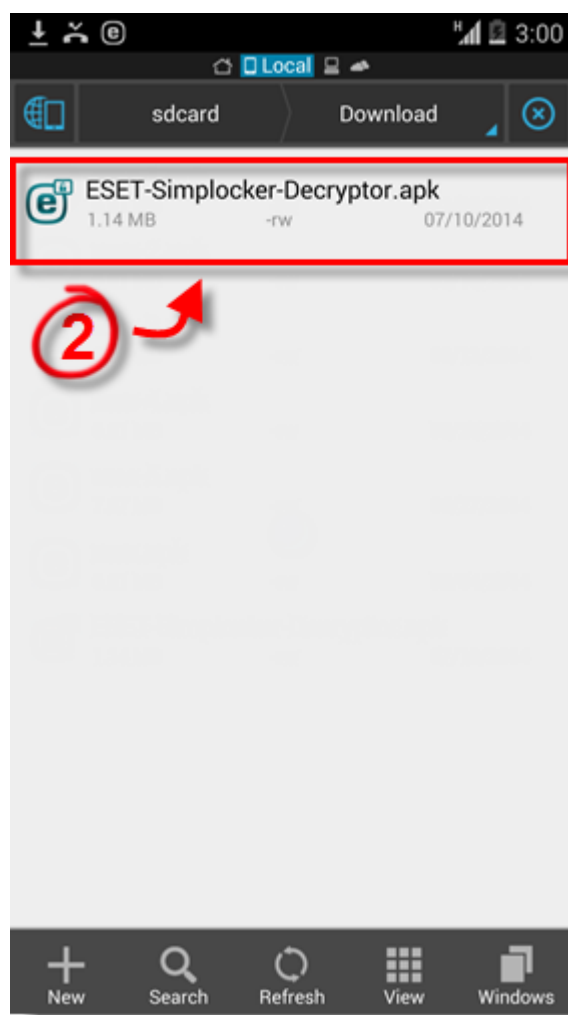 H 3:00
Local
sdcard Download
ESET-Simplocker-Decryptor.apk
1.14 MB -rw 07/10/2014
2
New Search Refresh View Windows